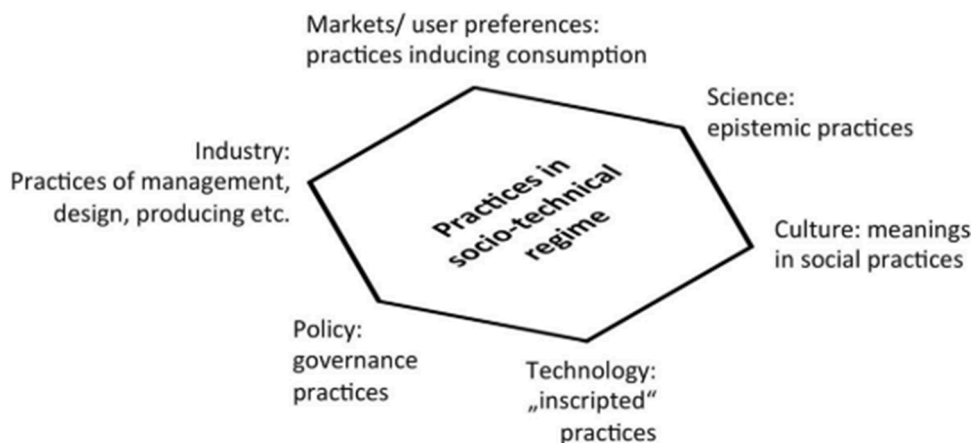 Markets/ user preferences:
practices inducing consumption
Science:
epistemic practices
Industry:
Practices of management,
design, producing etc.
Practices in
socio-technical
regime
Culture: meanings
in social practices
Policy:
governance
practices
Technology:
„inscripted“
practices